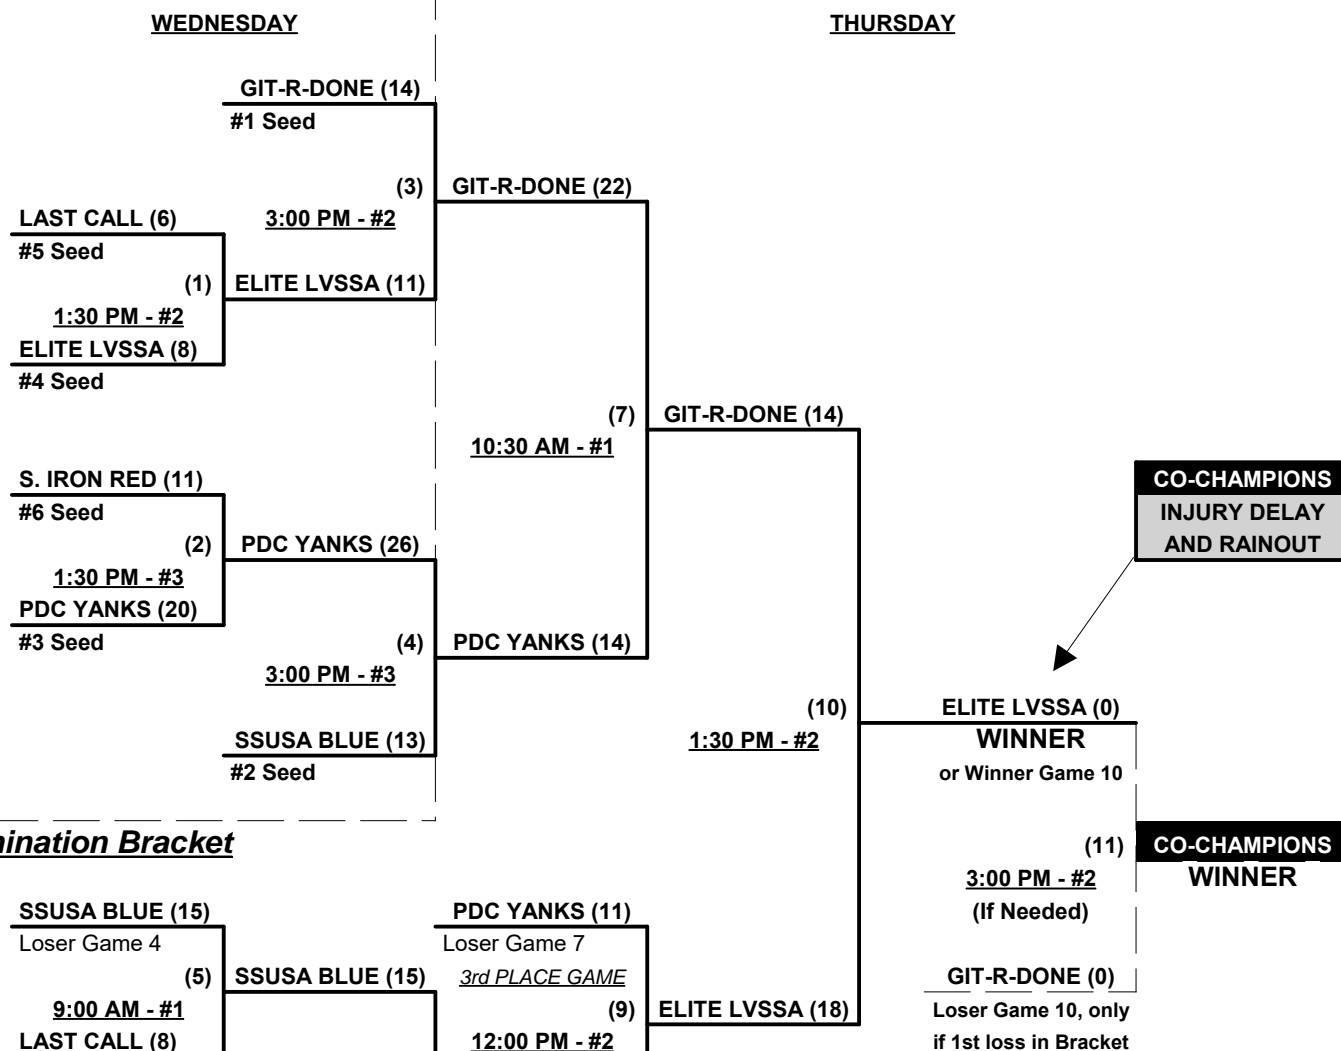 WEDNESDAY
THURSDAY
GIT-R-DONE (14)
#1 Seed
(3)
3:00 PM - #2
GIT-R-DONE (22)
LAST CALL (6)
#5 Seed
(1)
1:30 PM - #2
ELITE LVSSA (11)
ELITE LVSSA (8)
#4 Seed
(7)
10:30 AM - #1
GIT-R-DONE (14)
S. IRON RED (11)
#6 Seed
(2)
1:30 PM - #3
PDC YANKS (26)
PDC YANKS (20)
#3 Seed
(4)
3:00 PM - #3
PDC YANKS (14)
SSUSA BLUE (13)
#2 Seed
(10)
1:30 PM - #2
CO-CHAMPIONS
INJURY DELAY
AND RAINOUT
ELITE LVSSA (0)
WINNER
or Winner Game 10
(11)
3:00 PM - #2
(If Needed)
CO-CHAMPIONS
WINNER
GIT-R-DONE (0)
Loser Game 10, only
if 1st loss in Bracket
mination Bracket
SSUSA BLUE (15)
Loser Game 4
(5)
9:00 AM - #1
LAST CALL (8)
SSUSA BLUE (15)
PDC YANKS (11)
Loser Game 7
3rd PLACE GAME
(9)
12:00 PM - #2
ELITE LVSSA (18)